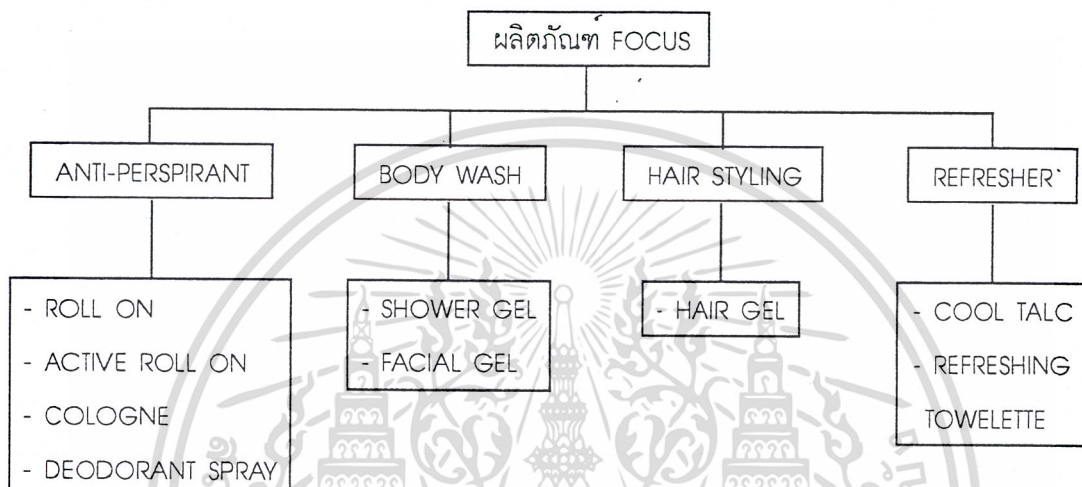 ผลิตภัณฑ์ FOCUS
ANTI-PERSPIRANT
BODY WASH
HAIR STYLING
REFRESHER
- ROLL ON
- ACTIVE ROLL ON
- COLOGNE
- DEODORANT SPRAY
- SHOWER GEL
- FACIAL GEL
- HAIR GEL
- COOL TALC
- REFRESHING
TOWELETTE